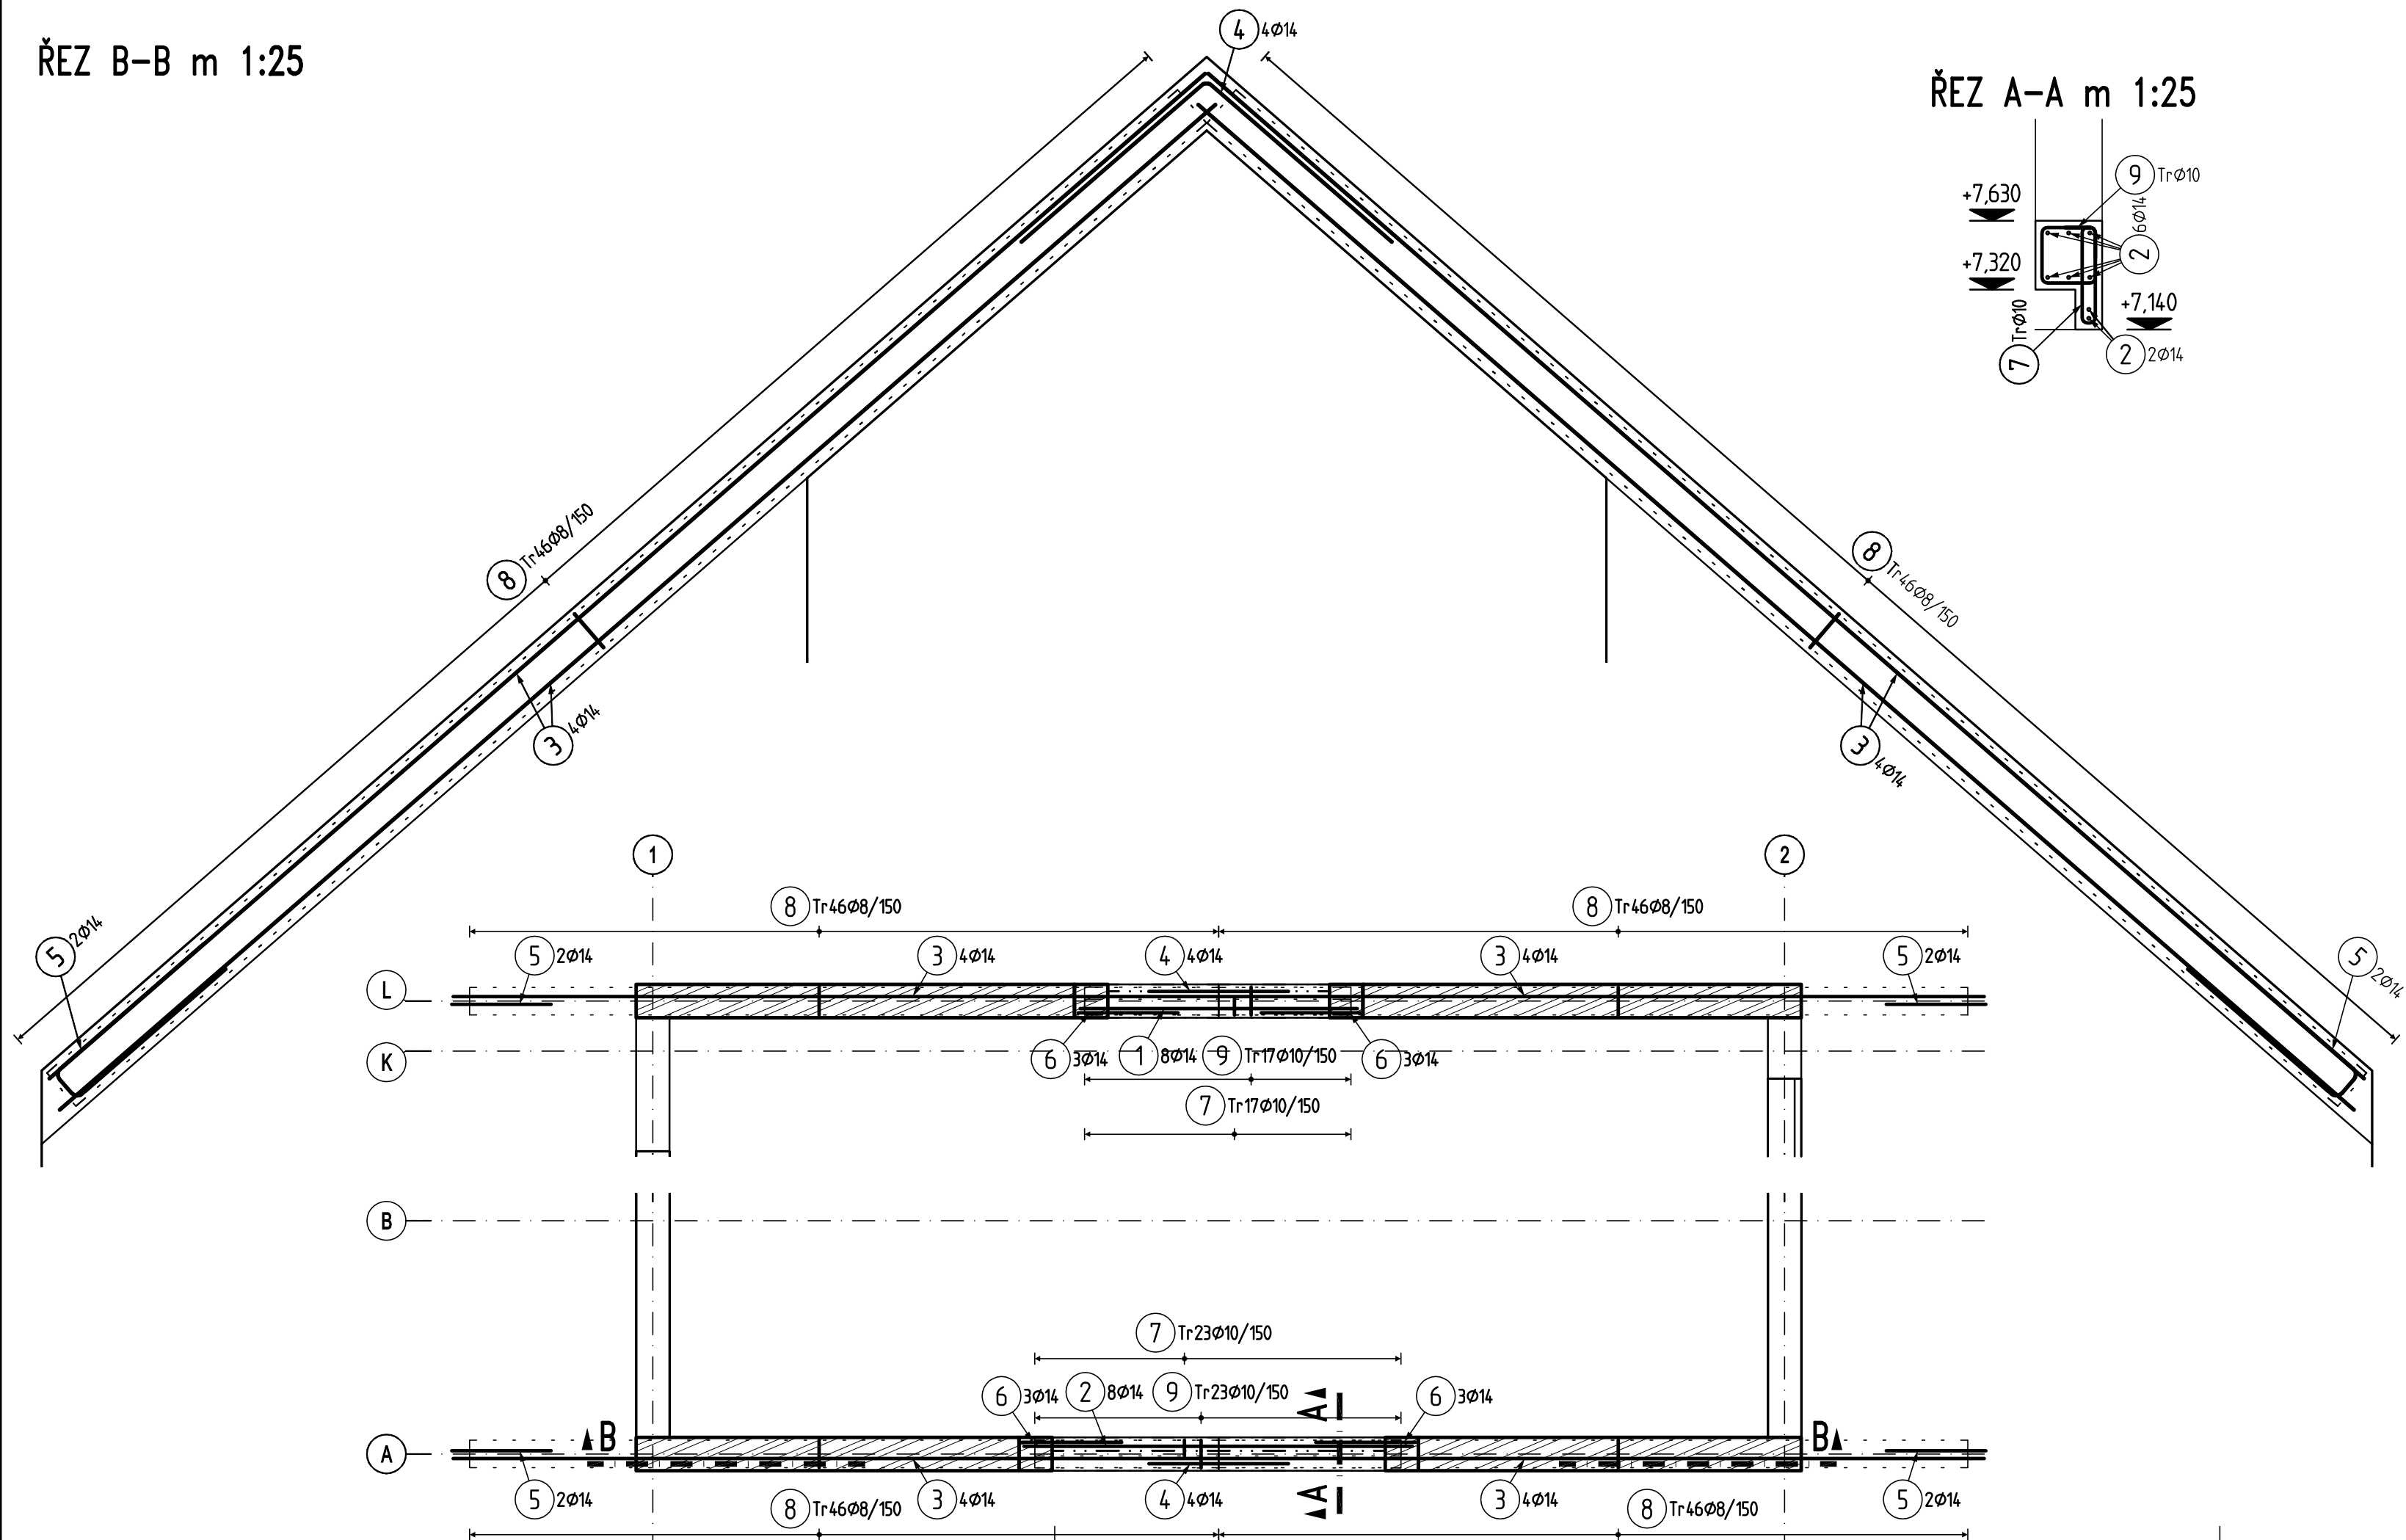 ŘEZ B-B m 1:25
4 4Ø14
ŘEZ A-A m 1:25
9 TrØ10
+7,630
2 6Ø14
+7,320
+7,140
7 TrØ10
2 2Ø14
8 Tr46Ø8/150
8 Tr46Ø8/150
3 4Ø14
3 4Ø14
5 2Ø14
5 2Ø14
1
2
8 Tr46Ø8/150
8 Tr46Ø8/150
5 2Ø14
3 4Ø14
4 4Ø14
3 4Ø14
5 2Ø14
L
K
6 3Ø14
1 8Ø14
9 Tr17Ø10/150
6 3Ø14
7 Tr17Ø10/150
B
7 Tr23Ø10/150
6 3Ø14
2 8Ø14
9 Tr23Ø10/150
A
6 3Ø14
B
B
A
5 2Ø14
3 4Ø14
4 4Ø14
A
3 4Ø14
5 2Ø14
8 Tr46Ø8/150
8 Tr46Ø8/150